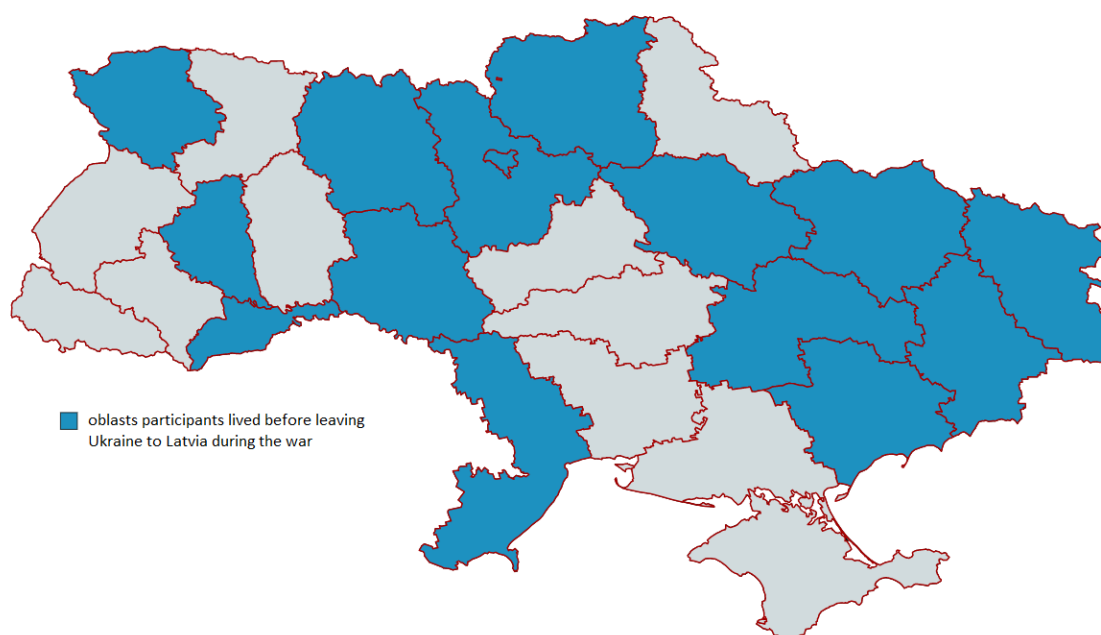 oblasts participants lived before leaving
Ukraine to Latvia during the war